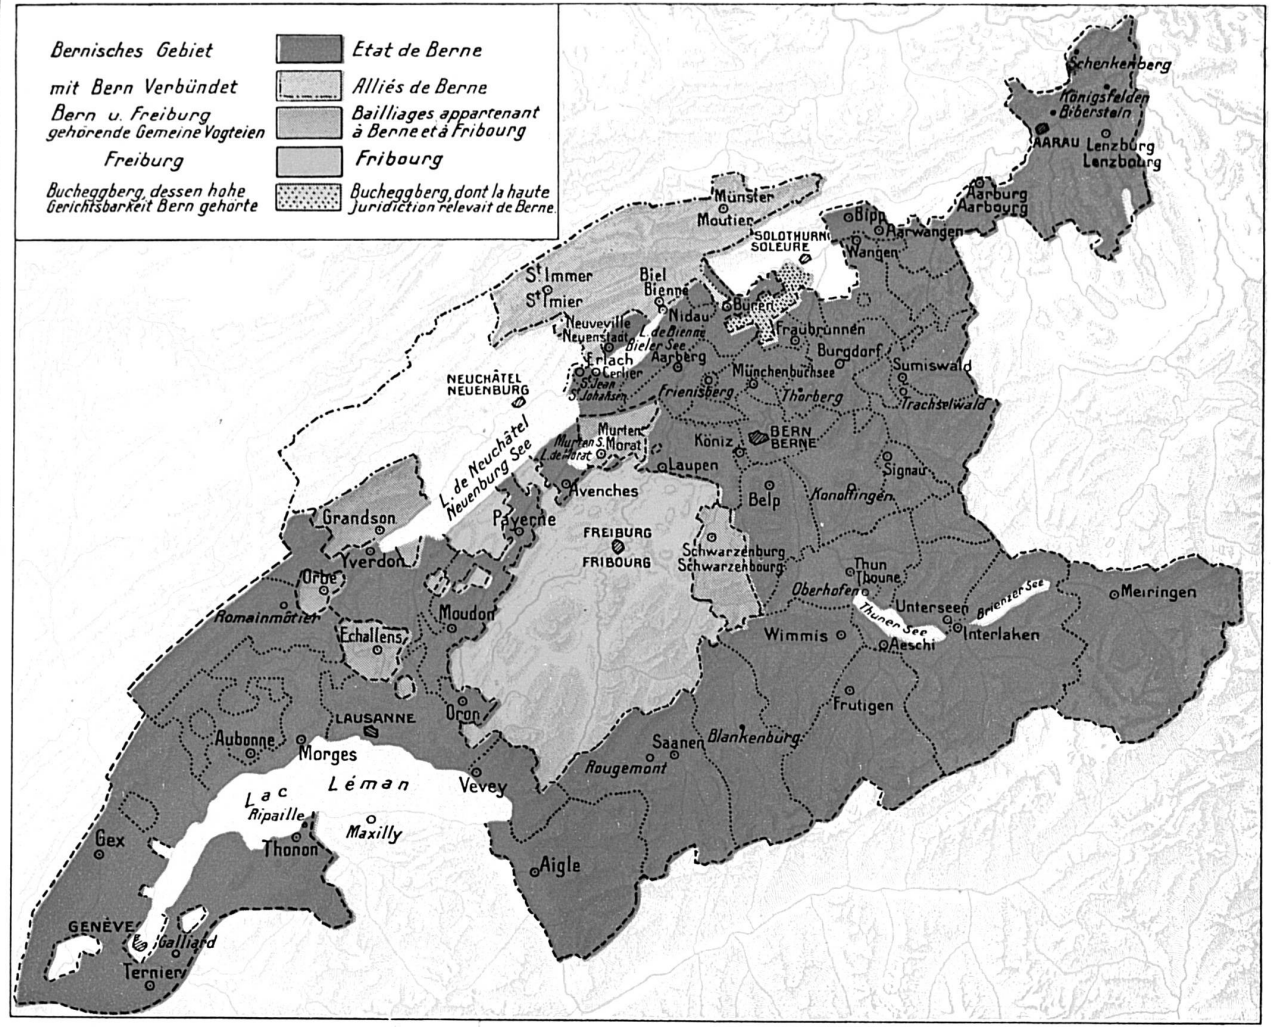 Bernisches Gebiet
Etat de Berne
mit Bern Verbündet
Alliés de Berne
Bern u. Freiburg
gehörende Gemeine Vogteien
Bailliages appartenant
à Berne et à Fribourg
Freiburg
Fribourg
Bucheggberg, dessen hohe
Gerichtsbarkeit Bern gehörte
Bucheggberg, dont la haute
Juridiction relevait de Berne.
Schenkenberg
Königsfelden
Biberstein
AARAU
Lenzburg
Lenzbourg
Aarburg
Aarbourg
Münster
Moutier
Bipp
Aarwangen
SOLOTHURN
SOLEURE
Wangen
St Immer
St Imier
Biel
Bienne
Nidau
Büren
Neuveville
Neuenstadt
L. de Bienne
Bieler See
Fraubrunnen
Erlach
Cerlier
Aarberg
Burgdorf
St Jean
St Johansen
Frienisberg
Münchenbuchsee
Thorberg
Sumiswald
Trachselwald
NEUCHÂTEL
NEUENBURG
L. de Neuchâtel
Neuenburg See
Murten
Morat
Murten S.
L. de Morat
Köniz
BERN
BERNE
Laupen
Signau
Avenches
Belp
Konolfingen
Grandson
Payerne
FREIBURG
FRIBOURG
Schwarzenburg
Schwarzenbourg
Yverdon
Orbe
Thun
Thoune
Oberhofen
Thuner See
Unterseen
Brienzer See
Meiringen
Romainmôtier
Moudon
Echallens
Wimmis
Interlaken
Aeschi
Oron
Frutigen
LAUSANNE
Aubonne
Morges
Saanen
Blankenburg
Rougemont
Vevey
Lac Léman
Ripaille
Maxilly
Thonon
Gex
Aigle
GENÈVE
Galliard
Ternier